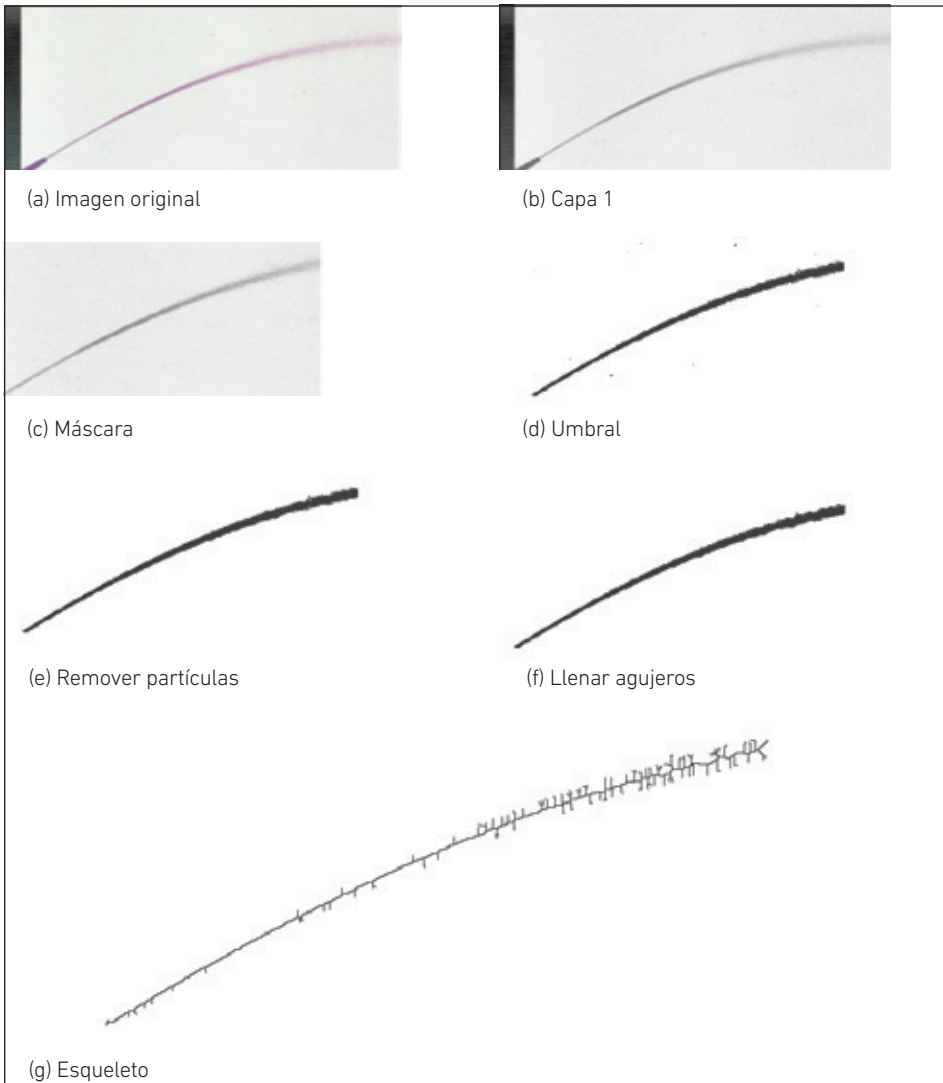 (a) Imagen original
(b) Capa 1
(c) Máscara
(d) Umbral
(e) Remover partículas
(f) Llenar agujeros
(g) Esqueleto